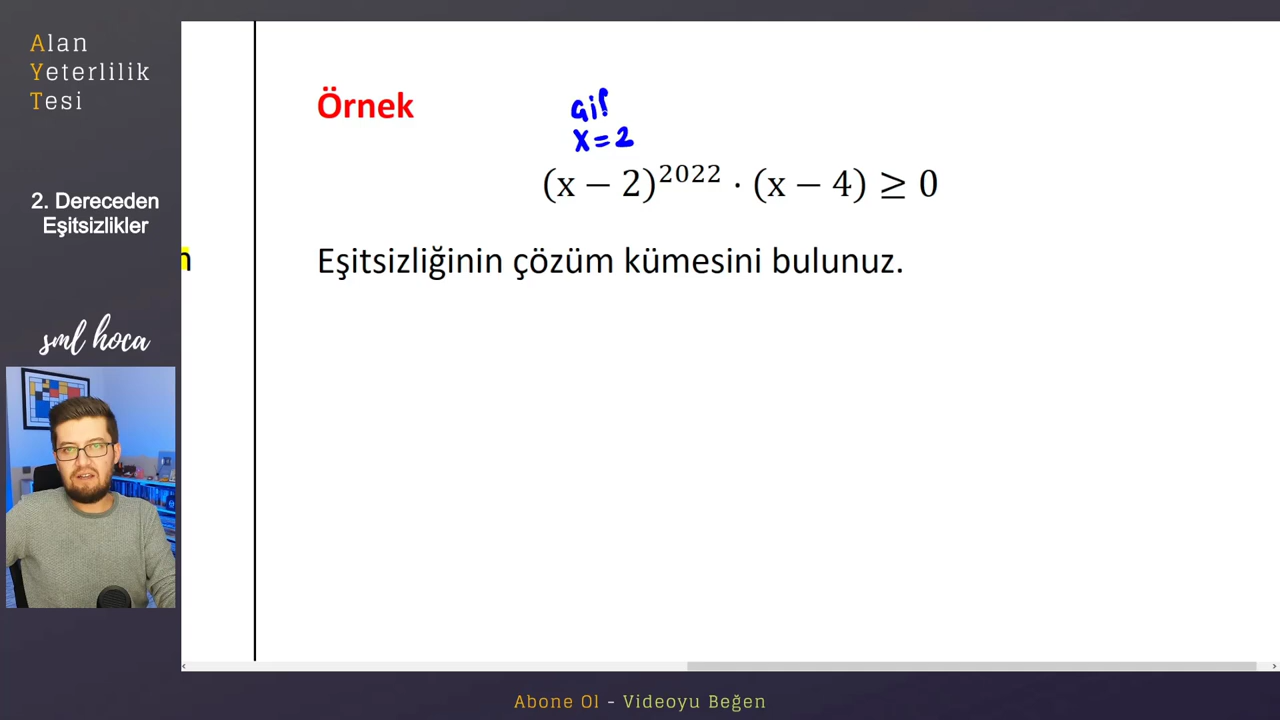 Alan
Yeterlilik
Tesi
2. Dereceden
Eşitsizlikler
sml hoca
n
Örnek
x=2
(x − 2)²⁰²² · (x − 4) ≥ 0
Eşitsizliğinin çözüm kümesini bulunuz.
Abone Ol - Videoyu Beğen